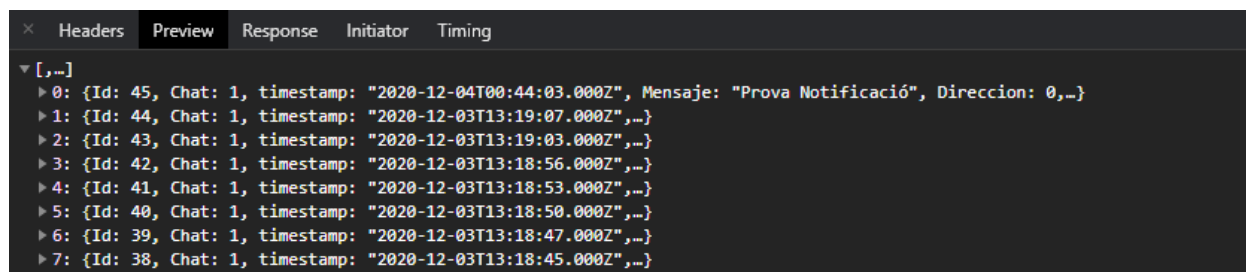 × Headers Preview Response Initiator Timing
▼[,…]
▶0: {Id: 45, Chat: 1, timestamp: "2020-12-04T00:44:03.000Z", Mensaje: "Prova Notificació", Direccion: 0,…}
▶1: {Id: 44, Chat: 1, timestamp: "2020-12-03T13:19:07.000Z",…}
▶2: {Id: 43, Chat: 1, timestamp: "2020-12-03T13:19:03.000Z",…}
▶3: {Id: 42, Chat: 1, timestamp: "2020-12-03T13:18:56.000Z",…}
▶4: {Id: 41, Chat: 1, timestamp: "2020-12-03T13:18:53.000Z",…}
▶5: {Id: 40, Chat: 1, timestamp: "2020-12-03T13:18:50.000Z",…}
▶6: {Id: 39, Chat: 1, timestamp: "2020-12-03T13:18:47.000Z",…}
▶7: {Id: 38, Chat: 1, timestamp: "2020-12-03T13:18:45.000Z",…}